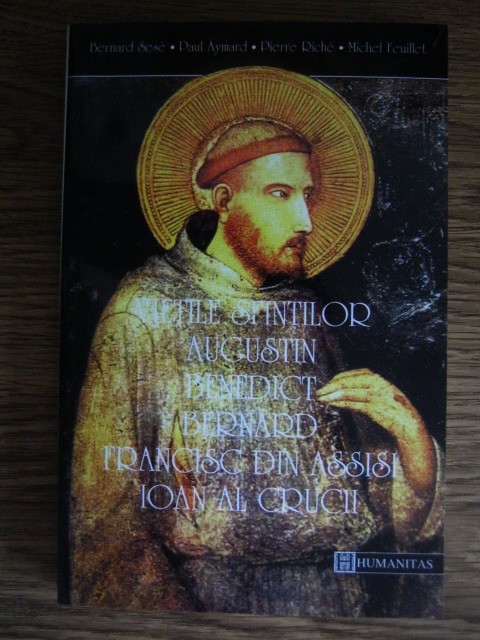 Bernard Sesé • Paul Aymard • Pierre Riché • Michel Feuillet
VIEȚILE SFINȚILOR
AUGUSTIN
BENEDICT
BERNARD
FRANCISC DIN ASSISI
IOAN AL CRUCII
HUMANITAS